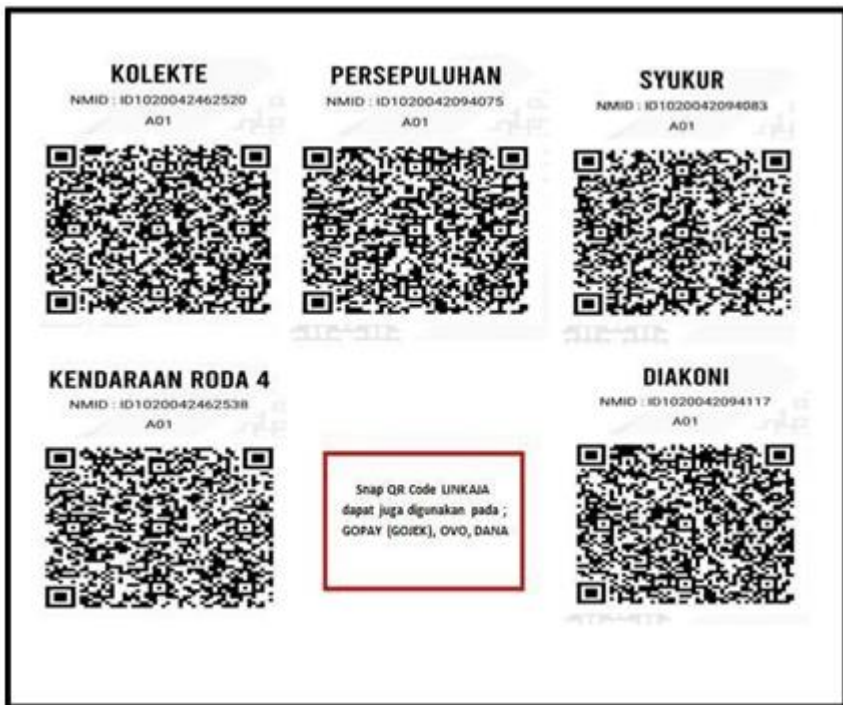 KOLEKTE
NMID : ID1020042462520
A01
PERSEPULUHAN
NMID : ID1020042094075
A01
SYUKUR
NMID : ID1020042094083
A01
KENDARAAN RODA 4
NMID : ID1020042462538
A01
Snap QR Code LINKAJA
dapat juga digunakan pada ;
GOPAY (GOJEK), OVO, DANA
DIAKONI
NMID : ID1020042094117
A01